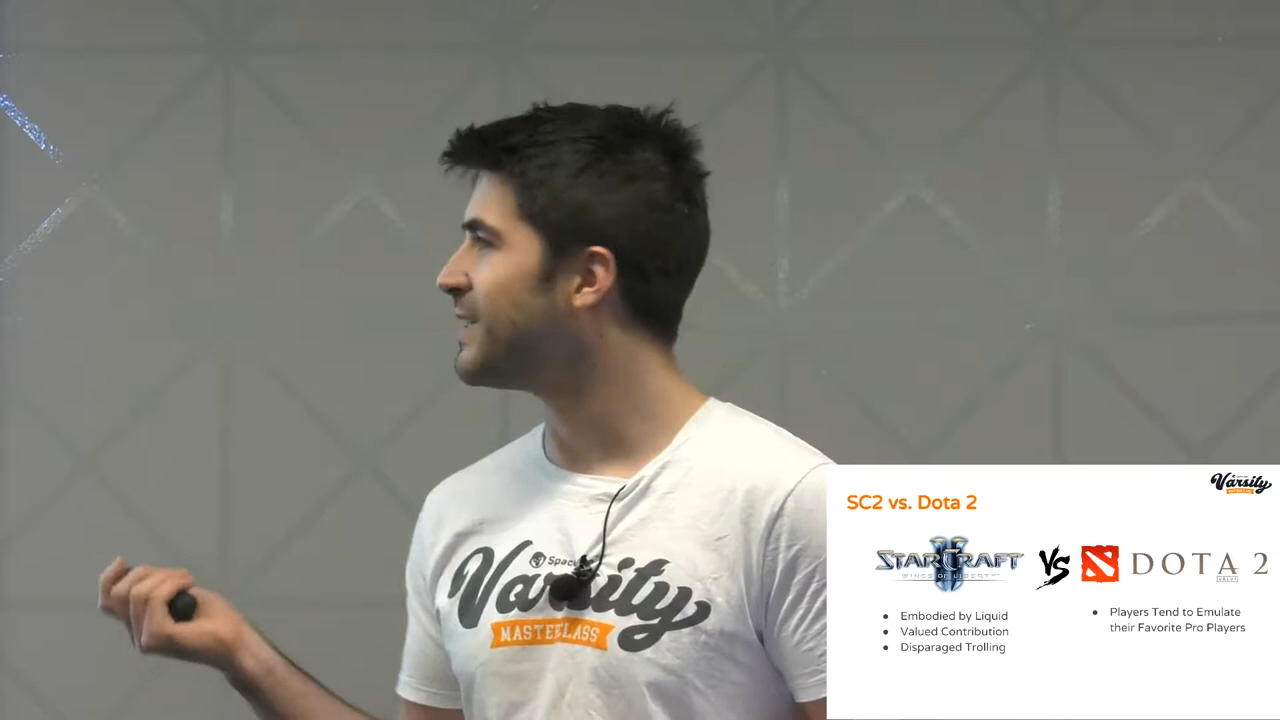 Varsity
MASTERCLASS
Varsity
SC2 vs. Dota 2
STARCRAFT
II
WINGS OF LIBERTY
VS
DOTA 2
VALVE
● Embodied by Liquid
● Valued Contribution
● Disparaged Trolling
● Players Tend to Emulate
their Favorite Pro Players